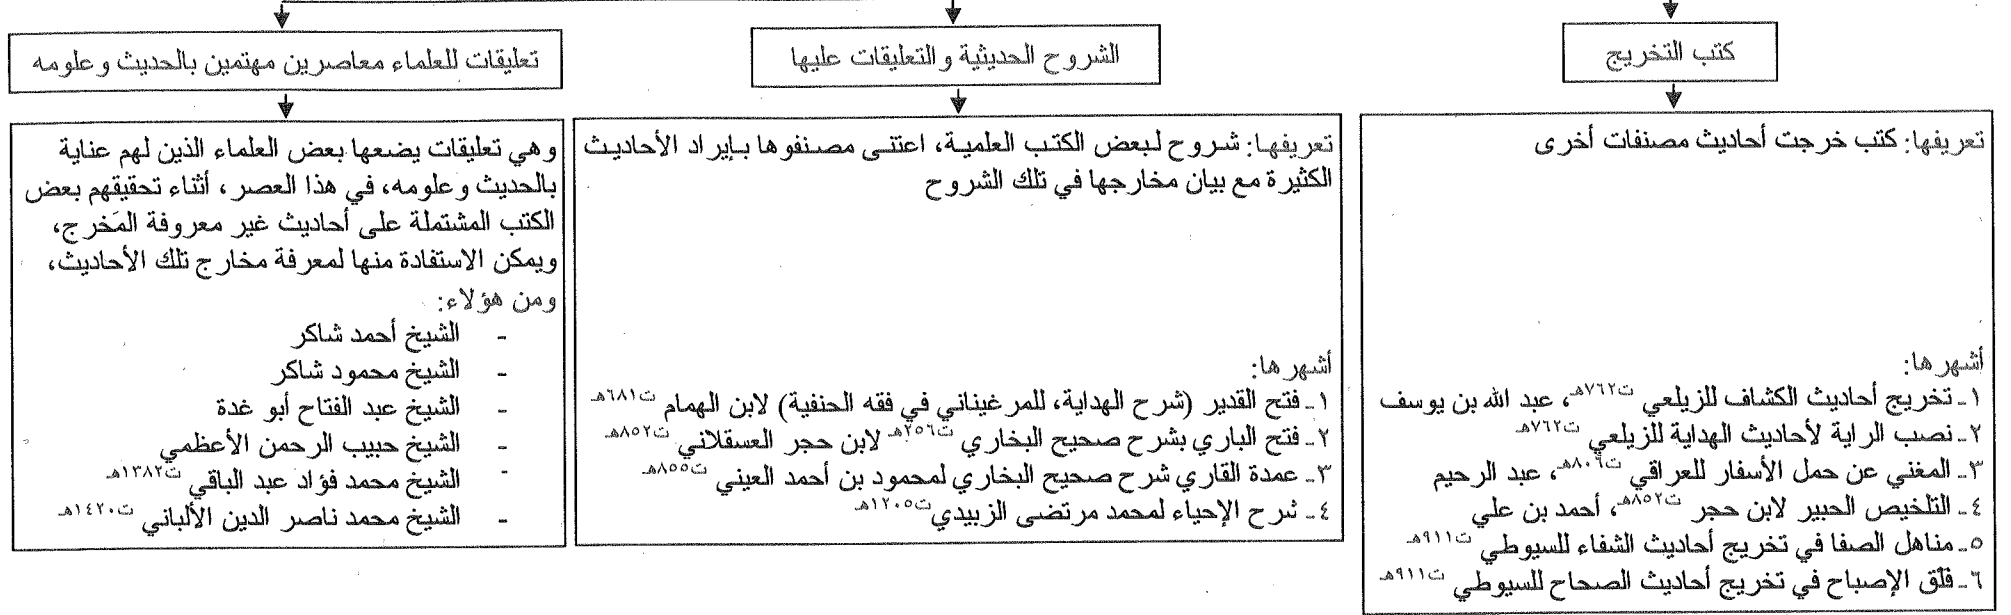 كتب التخريج
تعريفها: كتب خرجت أحاديث مصنفات أخرى
أشهرها:
١- تخريج أحاديث الكشاف للزيلعي ت٧٦٢هـ، عبد الله بن يوسف
٢- نصب الراية لأحاديث الهداية للزيلعي ت٧٦٢هـ
٣- المغني عن حمل الأسفار للعراقي ت٨٠٦هـ، عبد الرحيم
٤- التلخيص الحبير لابن حجر ت٨٥٢هـ، أحمد بن علي
٥- مناهل الصفا في تخريج أحاديث الشفاء للسيوطي ت٩١١هـ
٦- فلَق الإصباح في تخريج أحاديث الصحاح للسيوطي ت٩١١هـ
الشروح الحديثية والتعليقات عليها
تعريفها: شروح لبعض الكتب العلمية، اعتنى مصنفوها بإيراد الأحاديث
الكثيرة مع بيان مخارجها في تلك الشروح
أشهرها:
١- فتح القدير (شرح الهداية، للمرغيناني في فقه الحنفية) لابن الهمام ت٦٨١هـ
٢- فتح الباري بشرح صحيح البخاري ت٢٥٦هـ لابن حجر العسقلاني ت٨٥٢هـ
٣- عمدة القاري شرح صحيح البخاري لمحمود بن أحمد العيني ت٨٥٥هـ
٤- شرح الإحياء لمحمد مرتضى الزبيدي ت١٢٠٥هـ
تعليقات للعلماء معاصرين مهتمين بالحديث وعلومه
وهي تعليقات يضعها بعض العلماء الذين لهم عناية
بالحديث وعلومه، في هذا العصر، أثناء تحقيقهم بعض
الكتب المشتملة على أحاديث غير معروفة المَخرج،
ويمكن الاستفادة منها لمعرفة مخارج تلك الأحاديث،
ومن هؤلاء:
- الشيخ أحمد شاكر
- الشيخ محمود شاكر
- الشيخ عبد الفتاح أبو غدة
- الشيخ حبيب الرحمن الأعظمي
- الشيخ محمد فؤاد عبد الباقي ت١٣٨٢هـ
- الشيخ محمد ناصر الدين الألباني ت١٤٢٠هـ